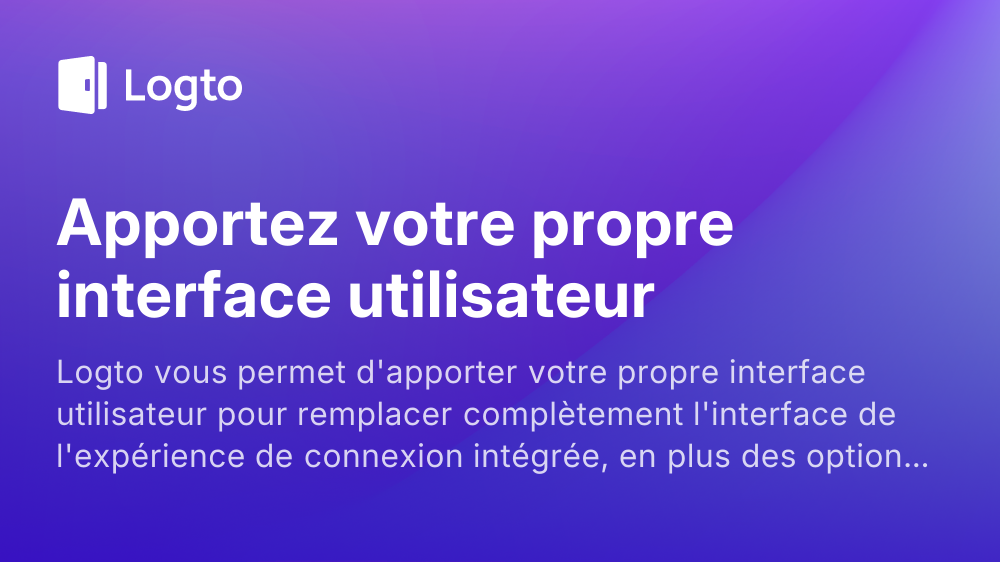 Logto
Apportez votre propre
interface utilisateur
Logto vous permet d'apporter votre propre interface
utilisateur pour remplacer complètement l'interface de
l'expérience de connexion intégrée, en plus des option...